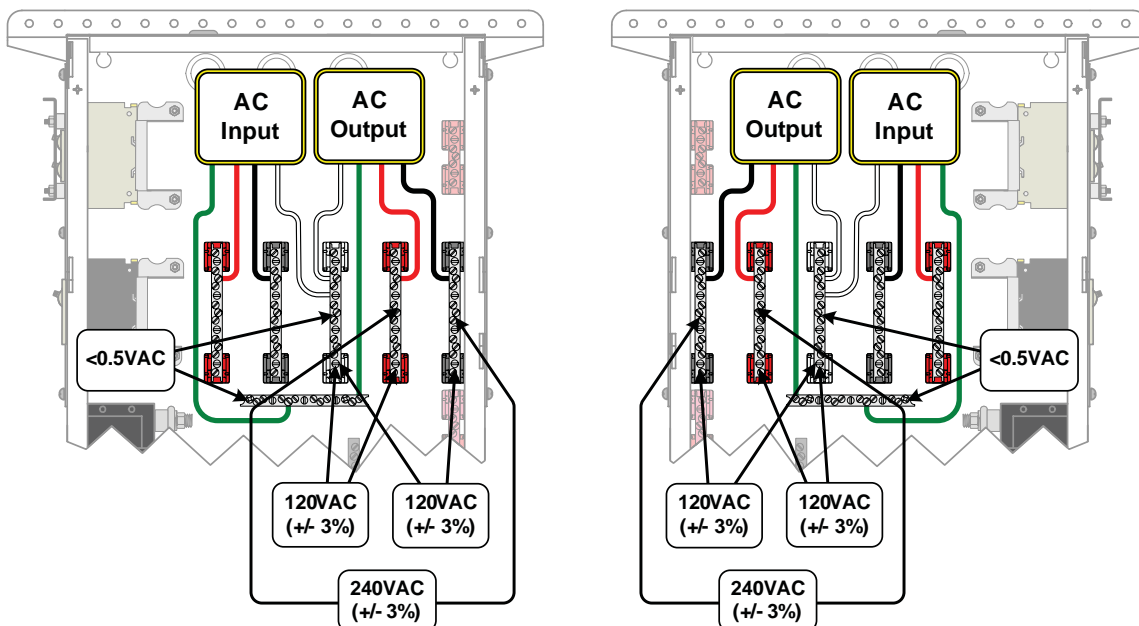 AC
Input
AC
Output
<0.5VAC
120VAC
(+/- 3%)
120VAC
(+/- 3%)
240VAC
(+/- 3%)
AC
Output
AC
Input
<0.5VAC
120VAC
(+/- 3%)
120VAC
(+/- 3%)
240VAC
(+/- 3%)